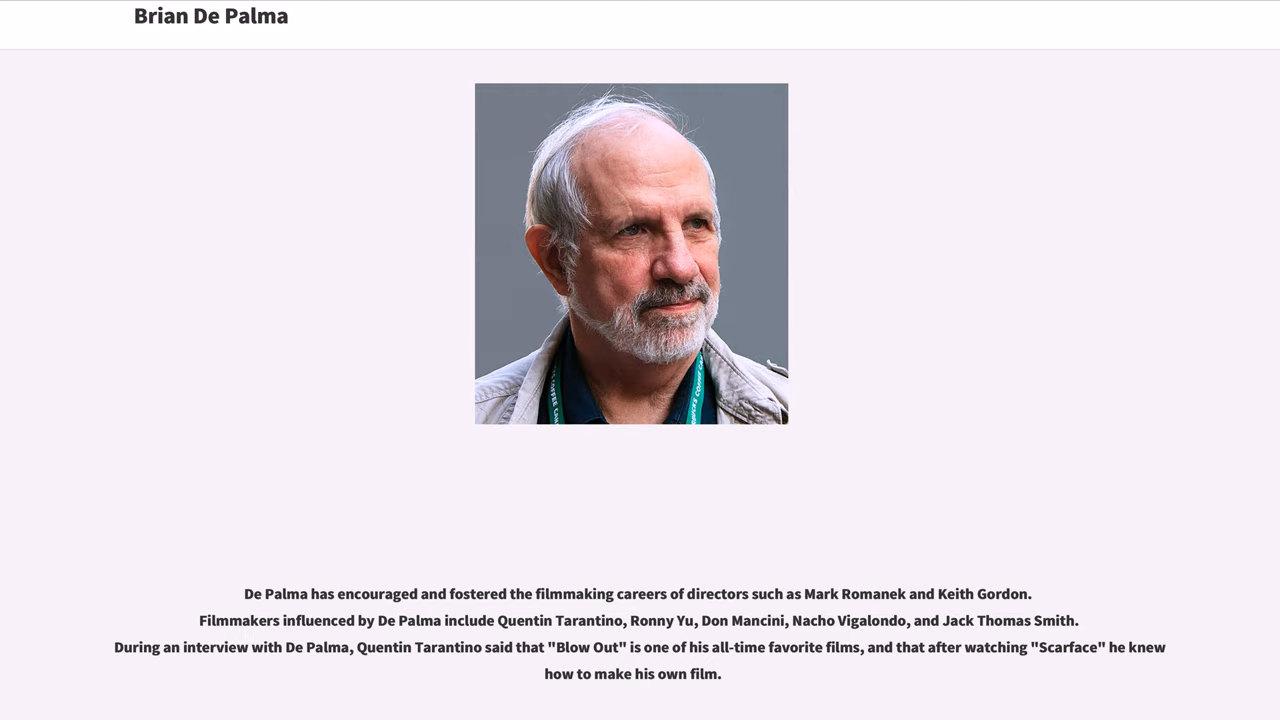 Brian De Palma
De Palma has encouraged and fostered the filmmaking careers of directors such as Mark Romanek and Keith Gordon.
Filmmakers influenced by De Palma include Quentin Tarantino, Ronny Yu, Don Mancini, Nacho Vigalondo, and Jack Thomas Smith.
During an interview with De Palma, Quentin Tarantino said that "Blow Out" is one of his all-time favorite films, and that after watching "Scarface" he knew
how to make his own film.